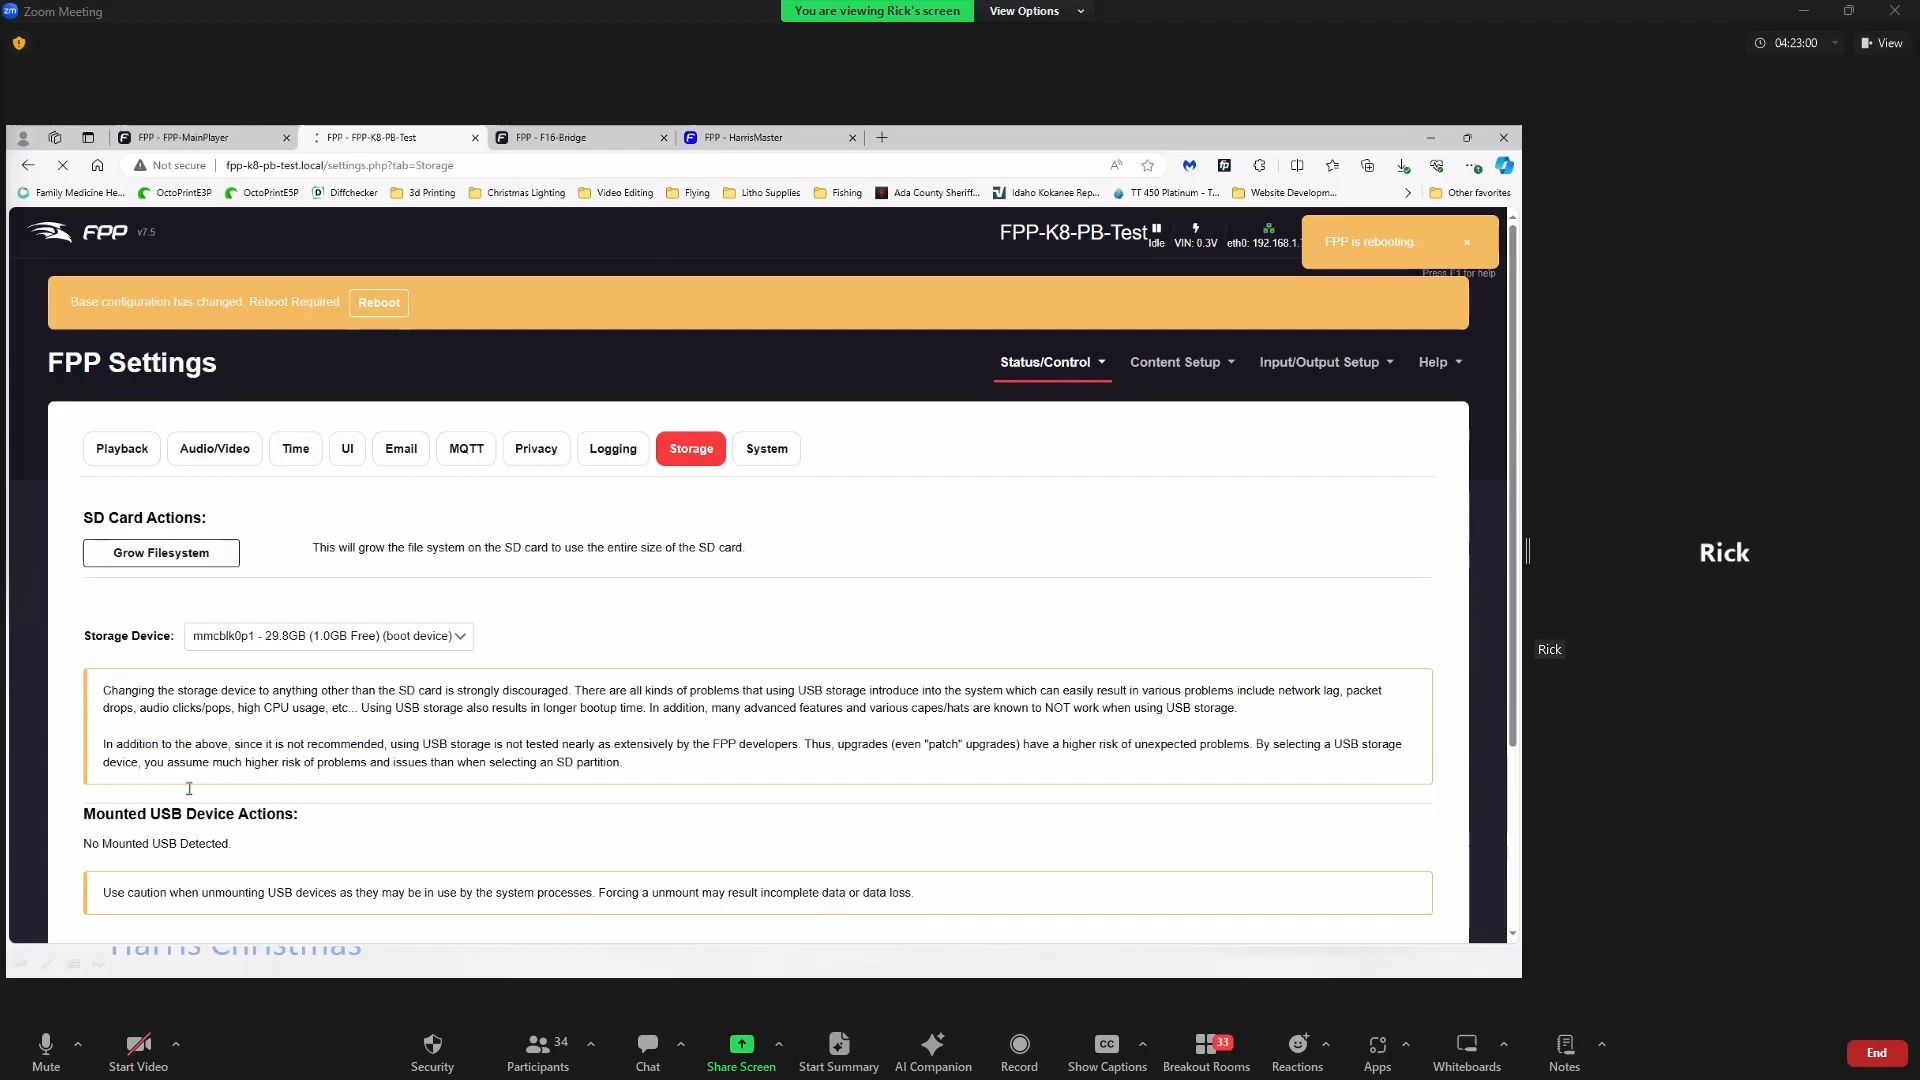 zm Zoom Meeting
You are viewing Rick's screen
View Options
04:23:00
View
FPP - FPP-MainPlayer
FPP - FPP-K8-PB-Test
FPP - F16-Bridge
FPP - HarrisMaster
Not secure
fpp-k8-pb-test.local/settings.php?tab=Storage
Family Medicine He...
OctoPrintE3P
OctoPrintE5P
Diffchecker
3d Printing
Christmas Lighting
Video Editing
Flying
Litho Supplies
Fishing
Ada County Sheriff...
Idaho Kokanee Rep...
TT 450 Platinum - T...
Website Developm...
Other favorites
FPP v7.5
FPP-K8-PB-Test
Idle
VIN: 0.3V
eth0: 192.168.1.
FPP is rebooting..
Press F1 for help
Base configuration has changed. Reboot Required
Reboot
FPP Settings
Status/Control
Content Setup
Input/Output Setup
Help
Playback
Audio/Video
Time
UI
Email
MQTT
Privacy
Logging
Storage
System
SD Card Actions:
Grow Filesystem
This will grow the file system on the SD card to use the entire size of the SD card.
Storage Device:
mmcblk0p1 - 29.8GB (1.0GB Free) (boot device)
Changing the storage device to anything other than the SD card is strongly discouraged. There are all kinds of problems that using USB storage introduce into the system which can easily result in various problems include network lag, packet
drops, audio clicks/pops, high CPU usage, etc... Using USB storage also results in longer bootup time. In addition, many advanced features and various capes/hats are known to NOT work when using USB storage.
In addition to the above, since it is not recommended, using USB storage is not tested nearly as extensively by the FPP developers. Thus, upgrades (even "patch" upgrades) have a higher risk of unexpected problems. By selecting a USB storage
device, you assume much higher risk of problems and issues than when selecting an SD partition.
Mounted USB Device Actions:
No Mounted USB Detected.
Use caution when unmounting USB devices as they may be in use by the system processes. Forcing a unmount may result incomplete data or data loss.
Harris Christmas
Rick
Rick
Mute
Start Video
Security
34
Participants
Chat
Share Screen
Start Summary
AI Companion
Record
CC
Show Captions
33
Breakout Rooms
Reactions
Apps
Whiteboards
Notes
End